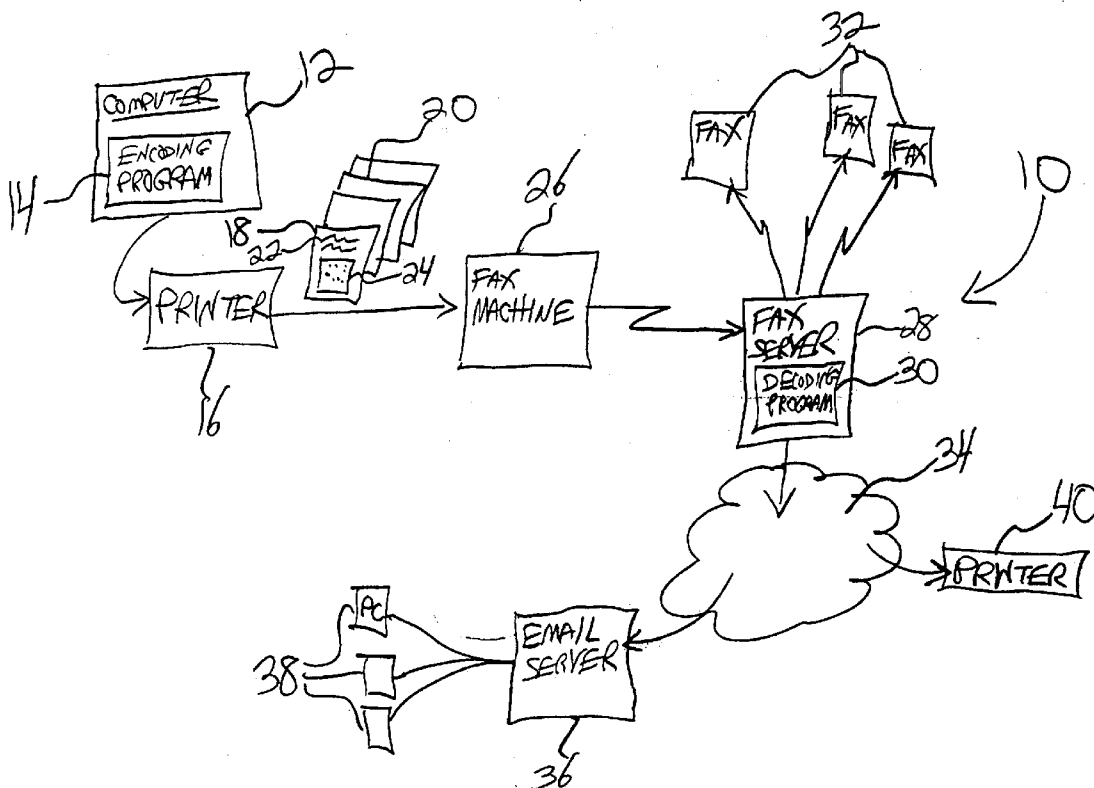 COMPUTER
ENCODING
PROGRAM
12
14
PRINTER
16
20
18
22
24
26
FAX
MACHINE
32
FAX
FAX
FAX
10
FAX
SERVER
28
DECODING
PROGRAM
30
34
40
PRINTER
EMAIL
SERVER
36
PC
38